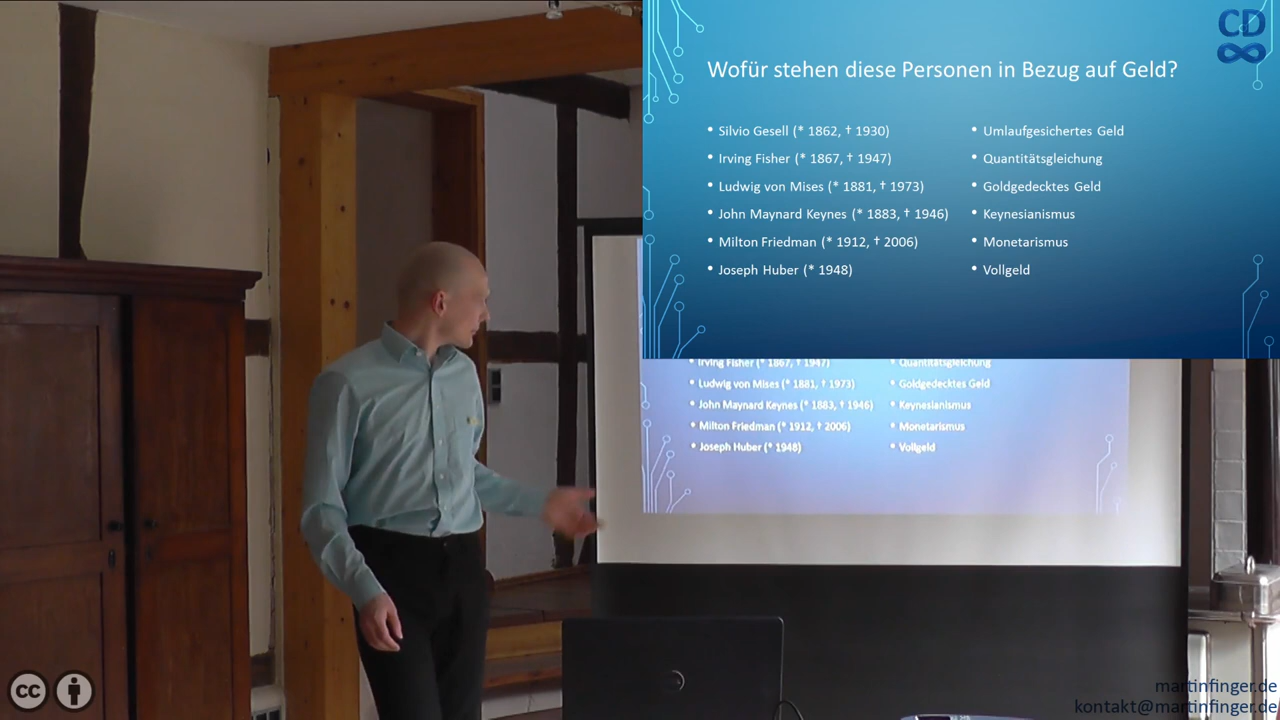 CD
Wofür stehen diese Personen in Bezug auf Geld?
• Silvio Gesell (* 1862, † 1930)
• Umlaufgesichertes Geld
• Irving Fisher (* 1867, † 1947)
• Quantitätsgleichung
• Ludwig von Mises (* 1881, † 1973)
• Goldgedecktes Geld
• John Maynard Keynes (* 1883, † 1946)
• Keynesianismus
• Milton Friedman (* 1912, † 2006)
• Monetarismus
• Joseph Huber (* 1948)
• Vollgeld
• Irving Fisher (* 1867, † 1947)
• Quantitätsgleichung
• Ludwig von Mises (* 1881, † 1973)
• Goldgedecktes Geld
• John Maynard Keynes (* 1883, † 1946)
• Keynesianismus
• Milton Friedman (* 1912, † 2006)
• Monetarismus
• Joseph Huber (* 1948)
• Vollgeld
cc
martinfinger.de
kontakt@martinfinger.de